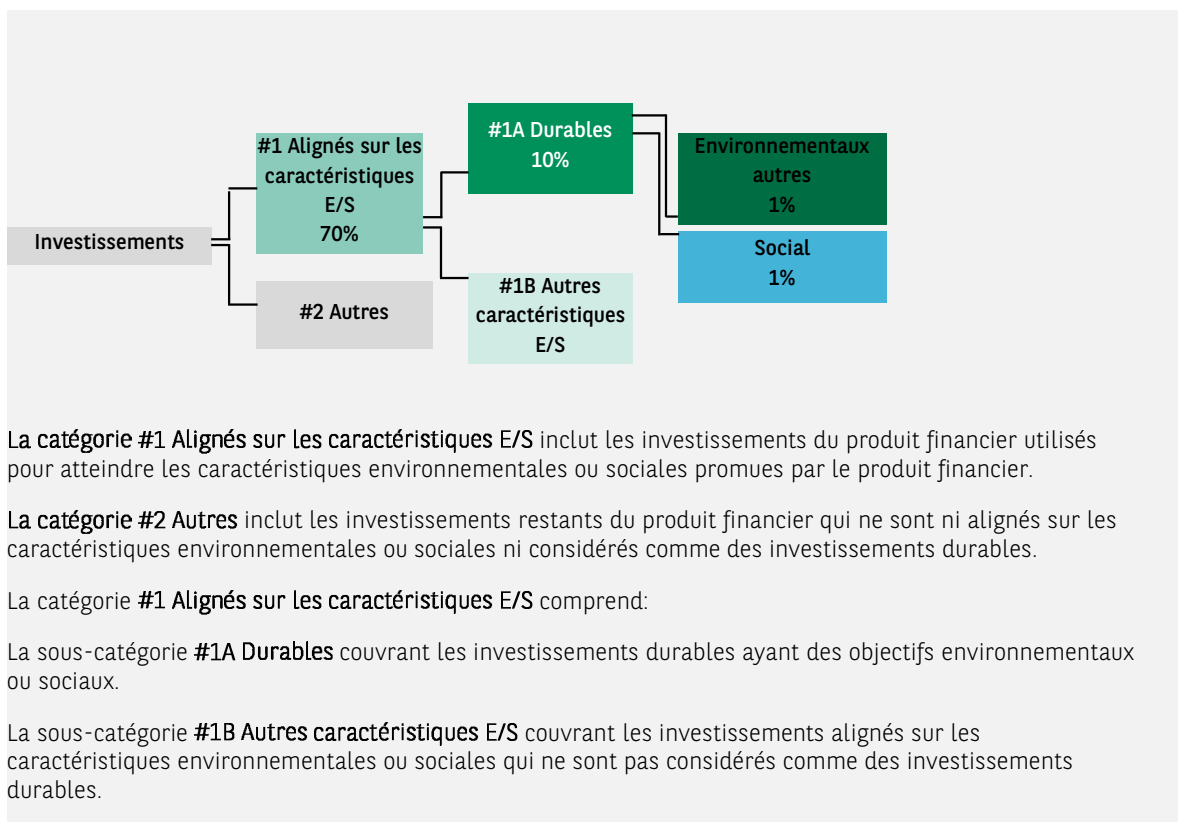 #1A Durables
10%
#1 Alignés sur les
caractéristiques
E/S
70%
Environnementaux
autres
1%
Investissements
Social
1%
#2 Autres
#1B Autres
caractéristiques
E/S
La catégorie #1 Alignés sur les caractéristiques E/S inclut les investissements du produit financier utilisés
pour atteindre les caractéristiques environnementales ou sociales promues par le produit financier.
La catégorie #2 Autres inclut les investissements restants du produit financier qui ne sont ni alignés sur les
caractéristiques environnementales ou sociales ni considérés comme des investissements durables.
La catégorie #1 Alignés sur les caractéristiques E/S comprend:
La sous-catégorie #1A Durables couvrant les investissements durables ayant des objectifs environnementaux
ou sociaux.
La sous-catégorie #1B Autres caractéristiques E/S couvrant les investissements alignés sur les
caractéristiques environnementales ou sociales qui ne sont pas considérés comme des investissements
durables.